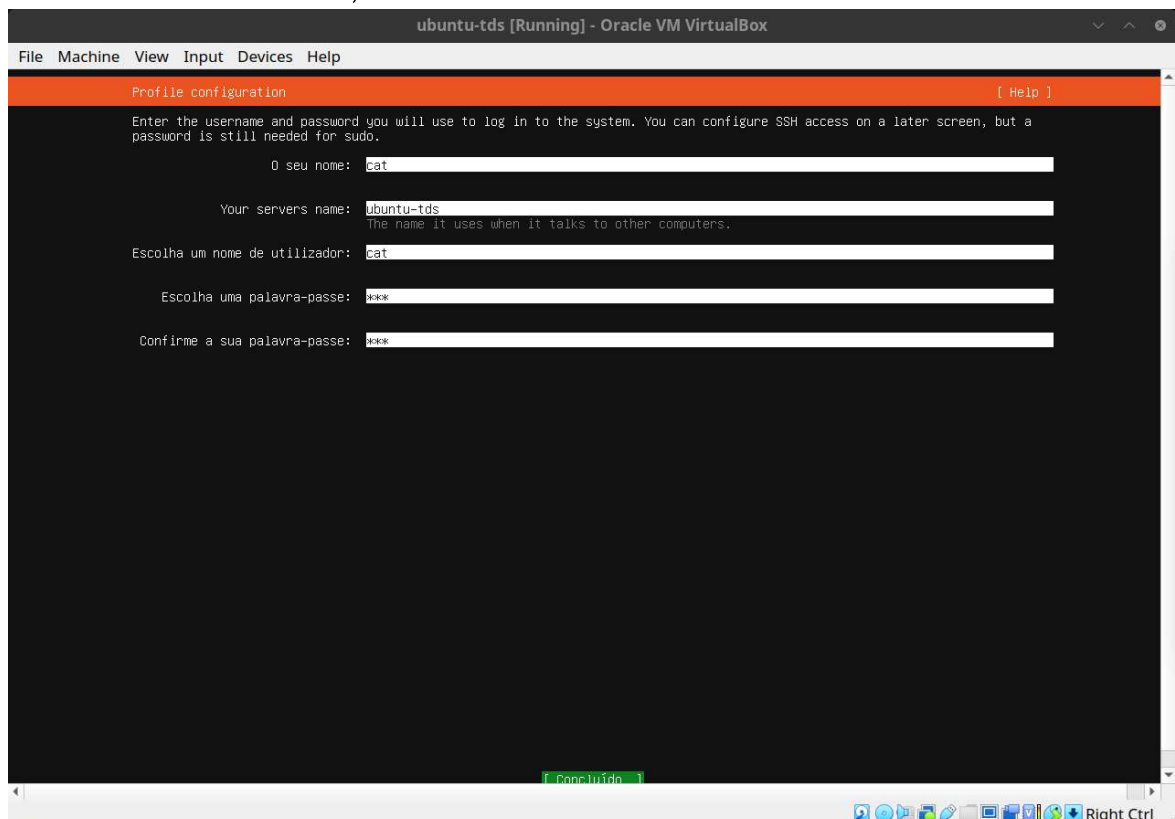 ubuntu-tds [Running] - Oracle VM VirtualBox
File Machine View Input Devices Help
Profile configuration [ Help ]
Enter the username and password you will use to log in to the system. You can configure SSH access on a later screen, but a
password is still needed for sudo.
O seu nome: cat
Your servers name: ubuntu-tds
The name it uses when it talks to other computers.
Escolha um nome de utilizador: cat
Escolha uma palavra-passe: ***
Confirme a sua palavra-passe: ***
[ Concluído ]
Right Ctrl